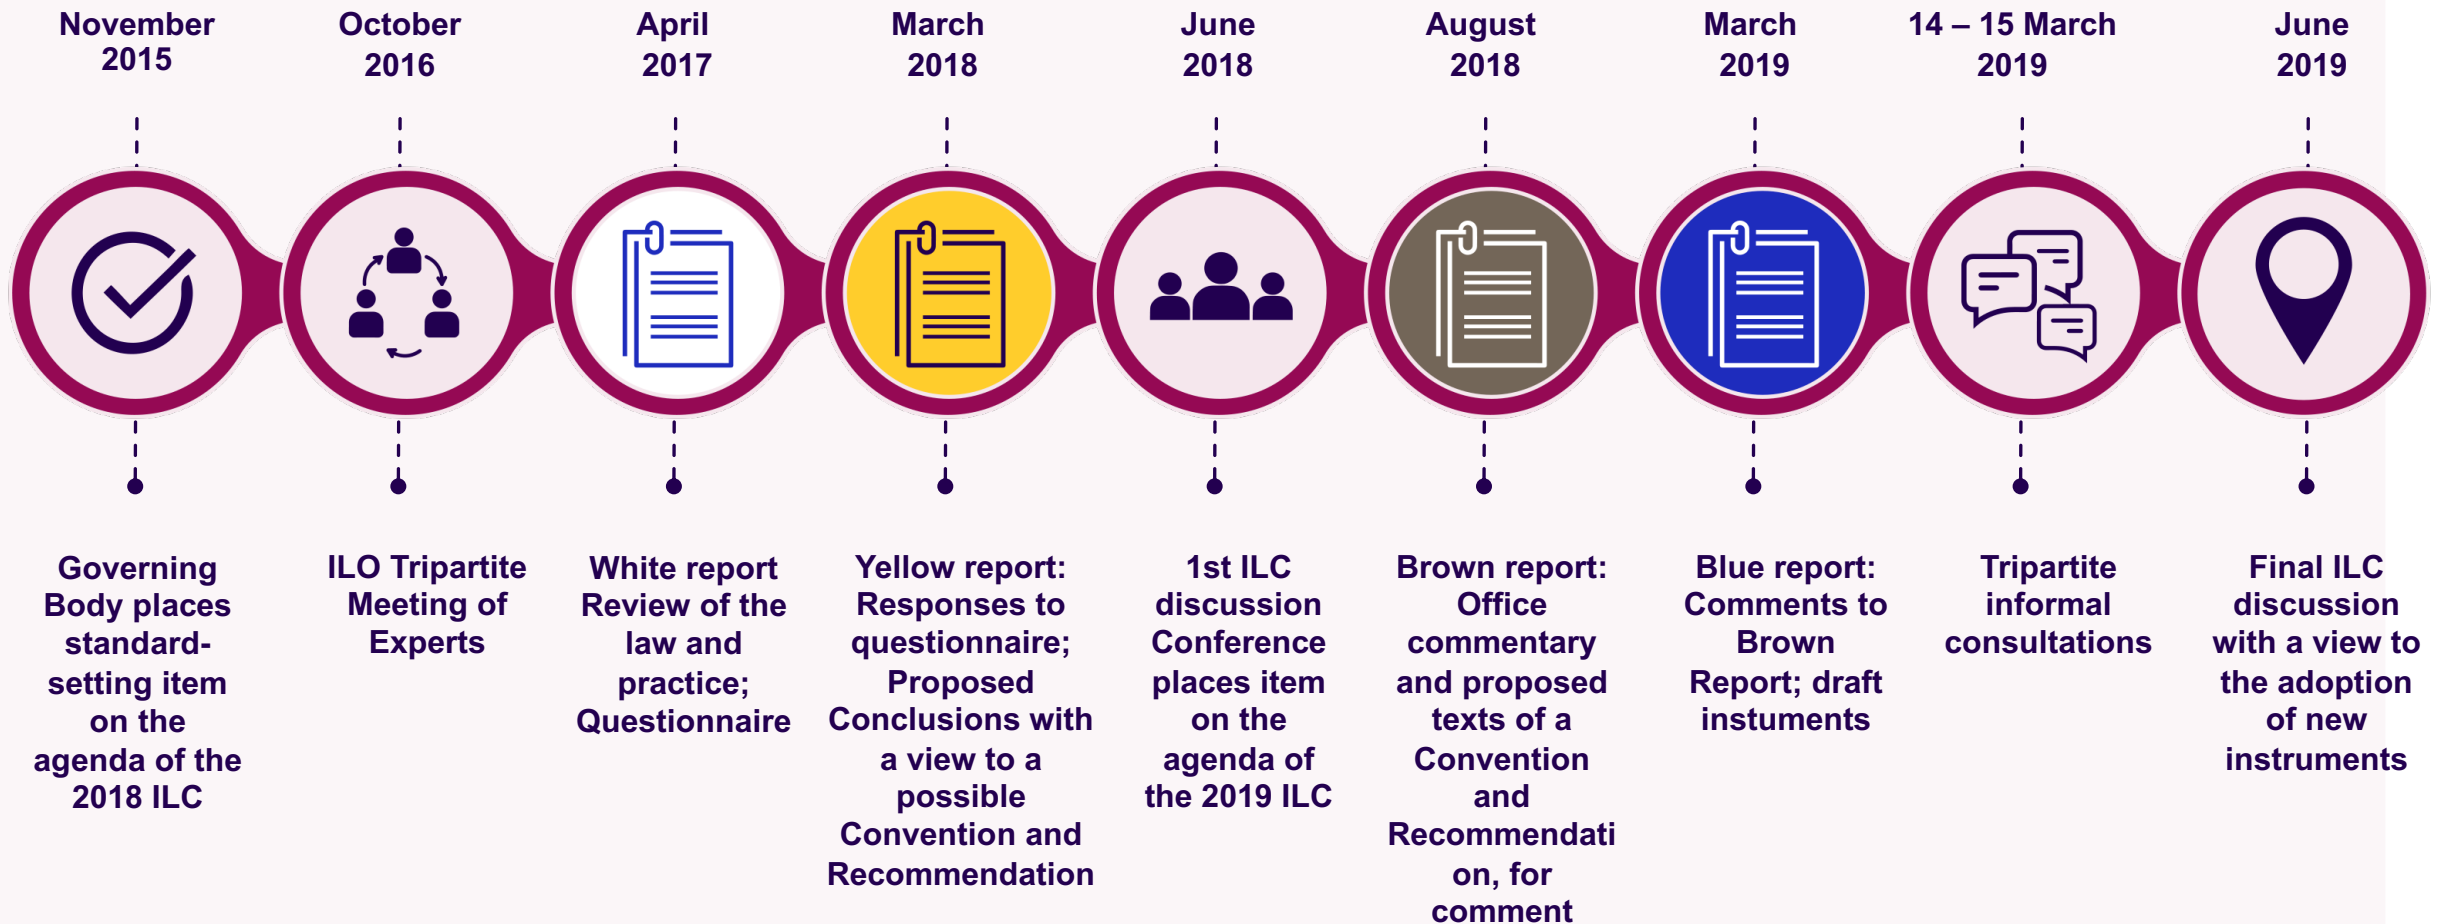 November
2015
October
2016
April
2017
March
2018
June
2018
August
2018
March
2019
14 – 15 March
2019
June
2019
Governing
Body places
standard-
setting item
on the
agenda of the
2018 ILC
ILO Tripartite
Meeting of
Experts
White report
Review of the
law and
practice;
Questionnaire
Yellow report:
Responses to
questionnaire;
Proposed
Conclusions with
a view to a
possible
Convention and
Recommendation
1st ILC
discussion
Conference
places item
on the
agenda of
the 2019 ILC
Brown report:
Office
commentary
and proposed
texts of a
Convention
and
Recommendati
on, for
comment
Blue report:
Comments to
Brown
Report; draft
instuments
Tripartite
informal
consultations
Final ILC
discussion
with a view to
the adoption
of new
instruments